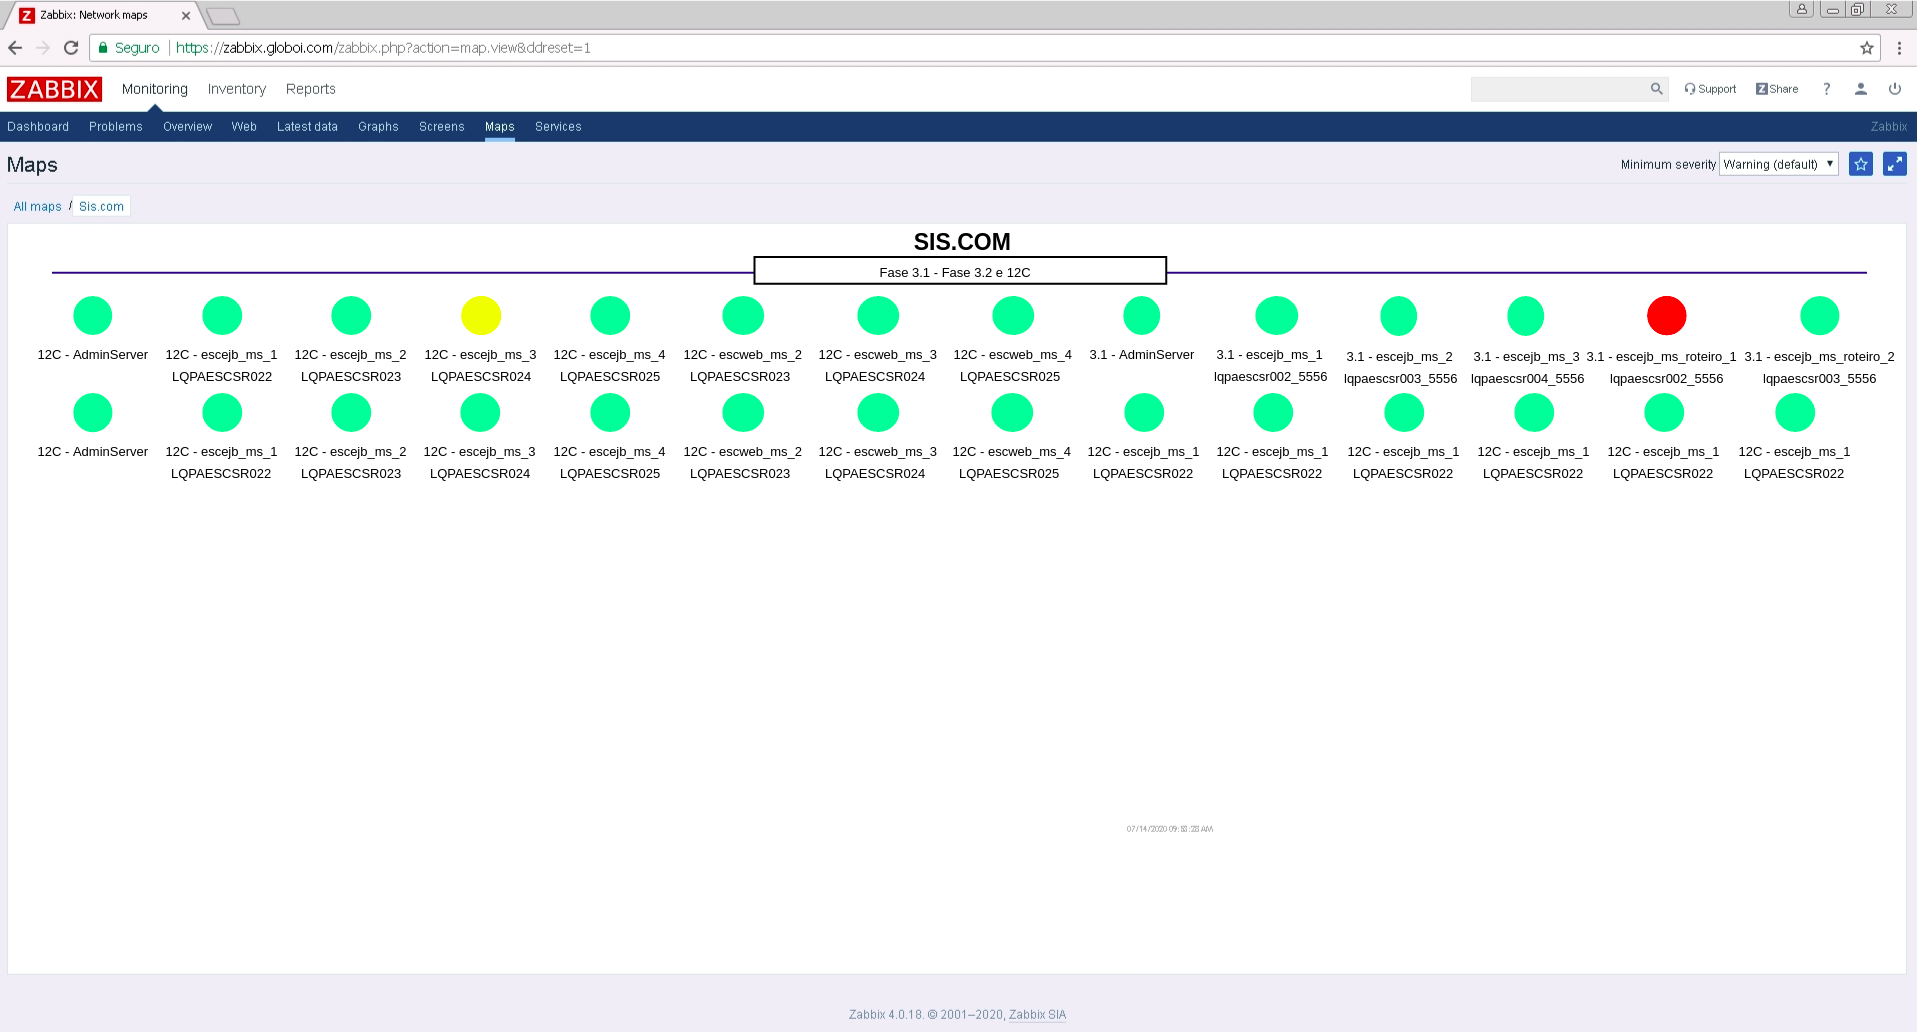 Zabbix: Network maps
Seguro https://zabbix.globoi.com/zabbix.php?action=map.view&ddreset=1
ZABBIX Monitoring Inventory Reports Support Z Share ?
Dashboard Problems Overview Web Latest data Graphs Screens Maps Services Zabbix
Maps Minimum severity Warning (default)
All maps / Sis.com
SIS.COM
Fase 3.1 - Fase 3.2 e 12C
12C - AdminServer 12C - escejb_ms_1 12C - escejb_ms_2 12C - escejb_ms_3 12C - escejb_ms_4 12C - escweb_ms_2 12C - escweb_ms_3 12C - escweb_ms_4 3.1 - AdminServer 3.1 - escejb_ms_1 3.1 - escejb_ms_2 3.1 - escejb_ms_3 3.1 - escejb_ms_roteiro_1 3.1 - escejb_ms_roteiro_2
LQPAESCSR022 LQPAESCSR023 LQPAESCSR024 LQPAESCSR025 LQPAESCSR023 LQPAESCSR024 LQPAESCSR025 lqpaescsr002_5556 lqpaescsr003_5556 lqpaescsr004_5556 lqpaescsr002_5556 lqpaescsr003_5556
12C - AdminServer 12C - escejb_ms_1 12C - escejb_ms_2 12C - escejb_ms_3 12C - escejb_ms_4 12C - escweb_ms_2 12C - escweb_ms_3 12C - escweb_ms_4 12C - escejb_ms_1 12C - escejb_ms_1 12C - escejb_ms_1 12C - escejb_ms_1 12C - escejb_ms_1 12C - escejb_ms_1
LQPAESCSR022 LQPAESCSR023 LQPAESCSR024 LQPAESCSR025 LQPAESCSR023 LQPAESCSR024 LQPAESCSR025 LQPAESCSR022 LQPAESCSR022 LQPAESCSR022 LQPAESCSR022 LQPAESCSR022 LQPAESCSR022
07/14/2020 AM
Zabbix 4.0.18. © 2001–2020, Zabbix SIA